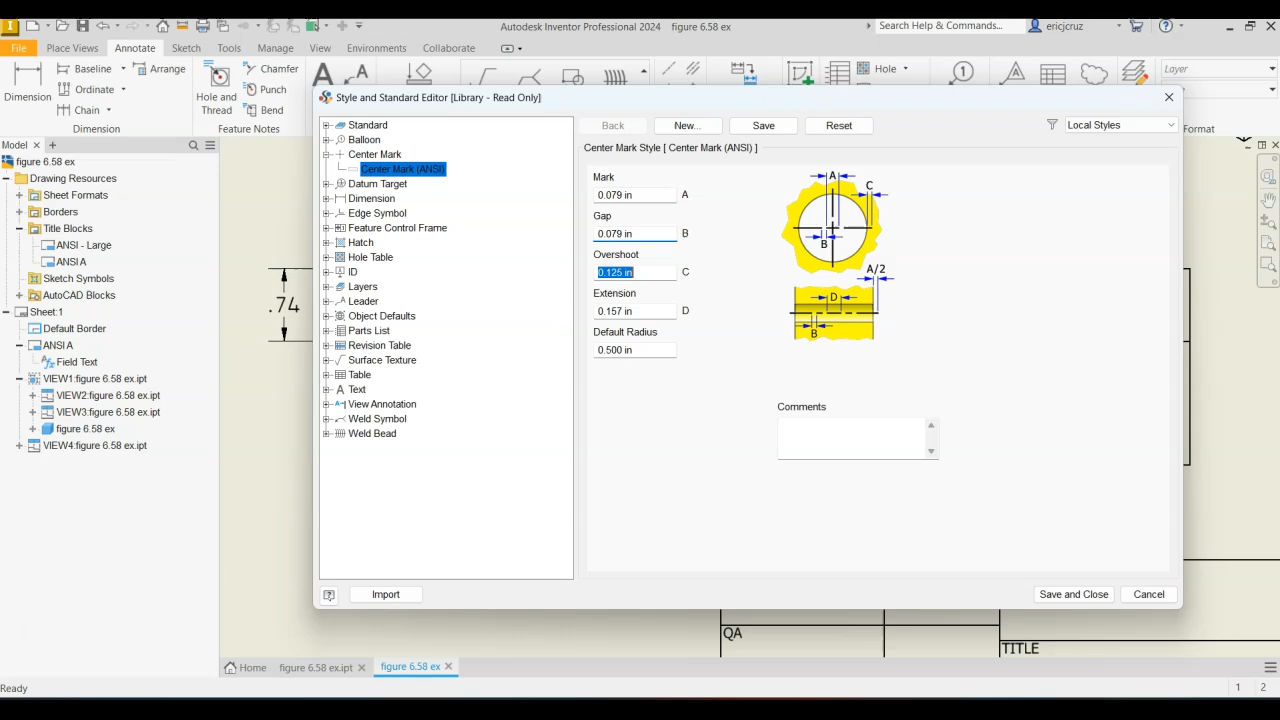 Autodesk Inventor Professional 2024 figure 6.58 ex
Search Help & Commands...
ericjcruz
File Place Views Annotate Sketch Tools Manage View Environments Collaborate
Dimension
Baseline
Ordinate
Chain
Arrange
Dimension
Hole and
Thread
Chamfer
Punch
Bend
Feature Notes
Hole
Layer
Format
Model
figure 6.58 ex
Drawing Resources
Sheet Formats
Borders
Title Blocks
ANSI - Large
ANSI A
Sketch Symbols
AutoCAD Blocks
Sheet:1
Default Border
ANSI A
Field Text
VIEW1:figure 6.58 ex.ipt
VIEW2:figure 6.58 ex.ipt
VIEW3:figure 6.58 ex.ipt
figure 6.58 ex
VIEW4:figure 6.58 ex.ipt
.74
Style and Standard Editor [Library - Read Only]
Standard
Balloon
Center Mark
Center Mark (ANSI)
Datum Target
Dimension
Edge Symbol
Feature Control Frame
Hatch
Hole Table
ID
Layers
Leader
Object Defaults
Parts List
Revision Table
Surface Texture
Table
Text
View Annotation
Weld Symbol
Weld Bead
Back New... Save Reset
Local Styles
Center Mark Style [ Center Mark (ANSI) ]
Mark
0.079 in A
Gap
0.079 in B
Overshoot
0.125 in C
Extension
0.157 in D
Default Radius
0.500 in
A
C
B
A/2
D
B
Comments
Import
Save and Close Cancel
QA
TITLE
Home figure 6.58 ex.ipt figure 6.58 ex
Ready
1 2